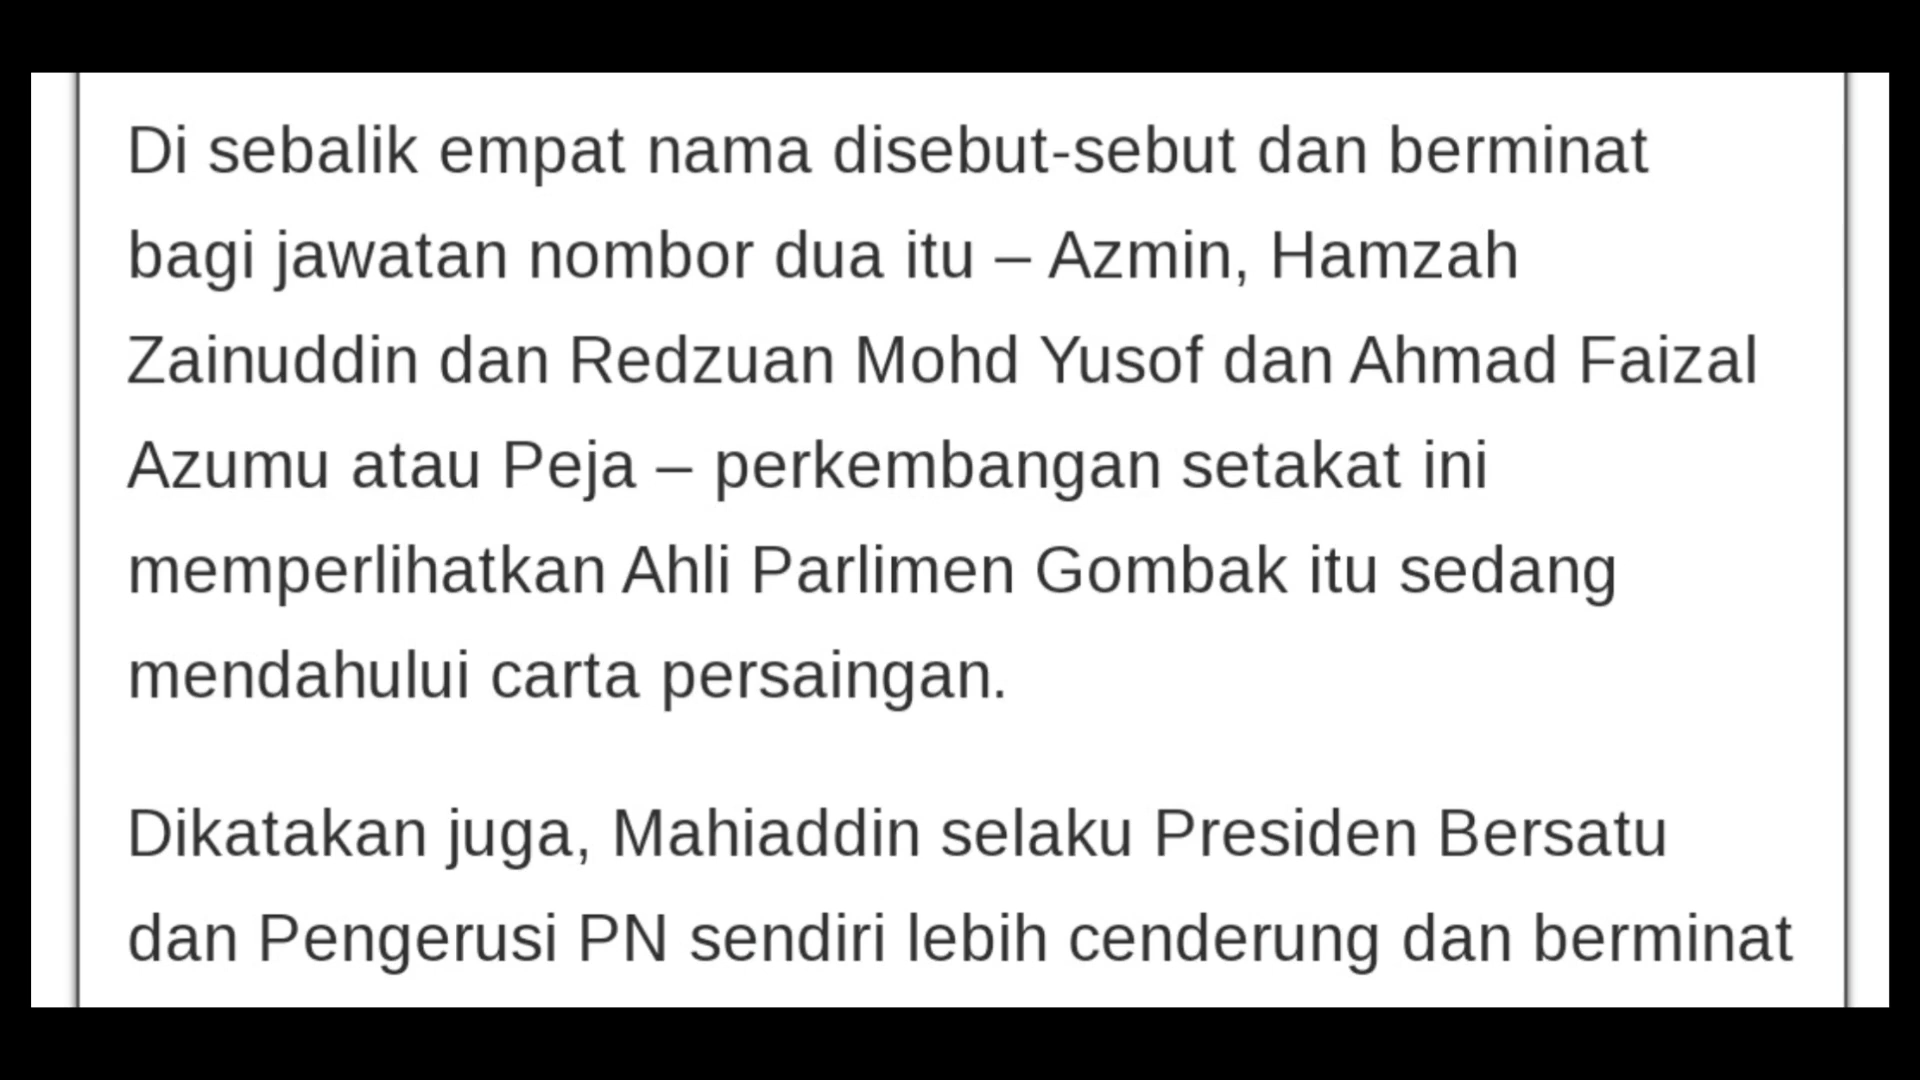 Di sebalik empat nama disebut-sebut dan berminat
bagi jawatan nombor dua itu – Azmin, Hamzah
Zainuddin dan Redzuan Mohd Yusof dan Ahmad Faizal
Azumu atau Peja – perkembangan setakat ini
memperlihatkan Ahli Parlimen Gombak itu sedang
mendahului carta persaingan.
Dikatakan juga, Mahiaddin selaku Presiden Bersatu
dan Pengerusi PN sendiri lebih cenderung dan berminat